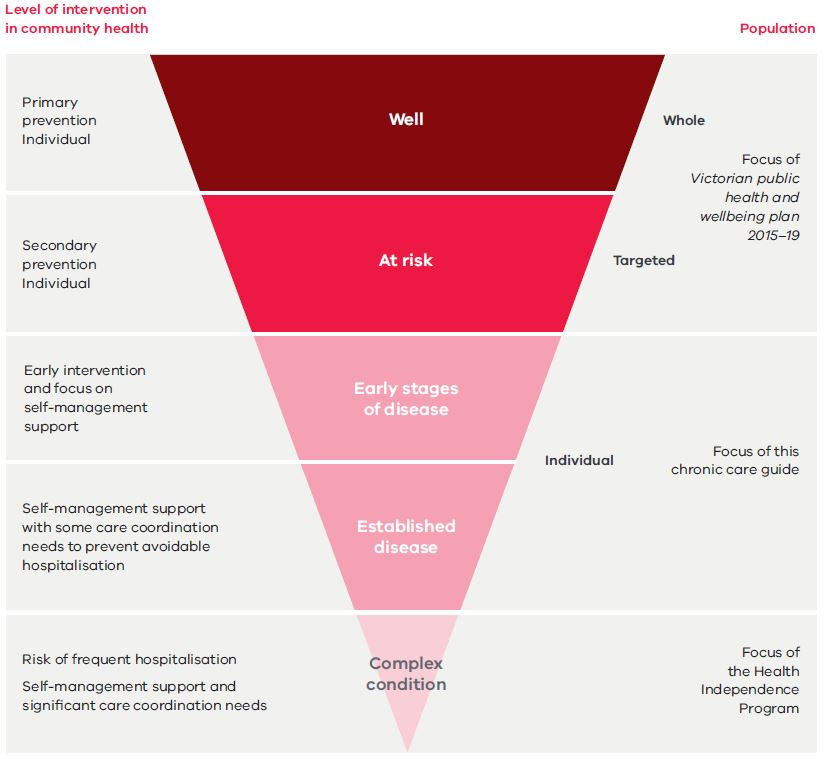 Level of intervention
in community health
Population
Primary
prevention
Individual
Well
Whole
Focus of
Victorian public
health and
wellbeing plan
2015–19
Secondary
prevention
Individual
At risk
Targeted
Early intervention
and focus on
self-management
support
Early stages
of disease
Individual
Focus of this
chronic care guide
Self-management support
with some care coordination
needs to prevent avoidable
hospitalisation
Established
disease
Risk of frequent hospitalisation
Self-management support and
significant care coordination needs
Complex
condition
Focus of
the Health
Independence
Program